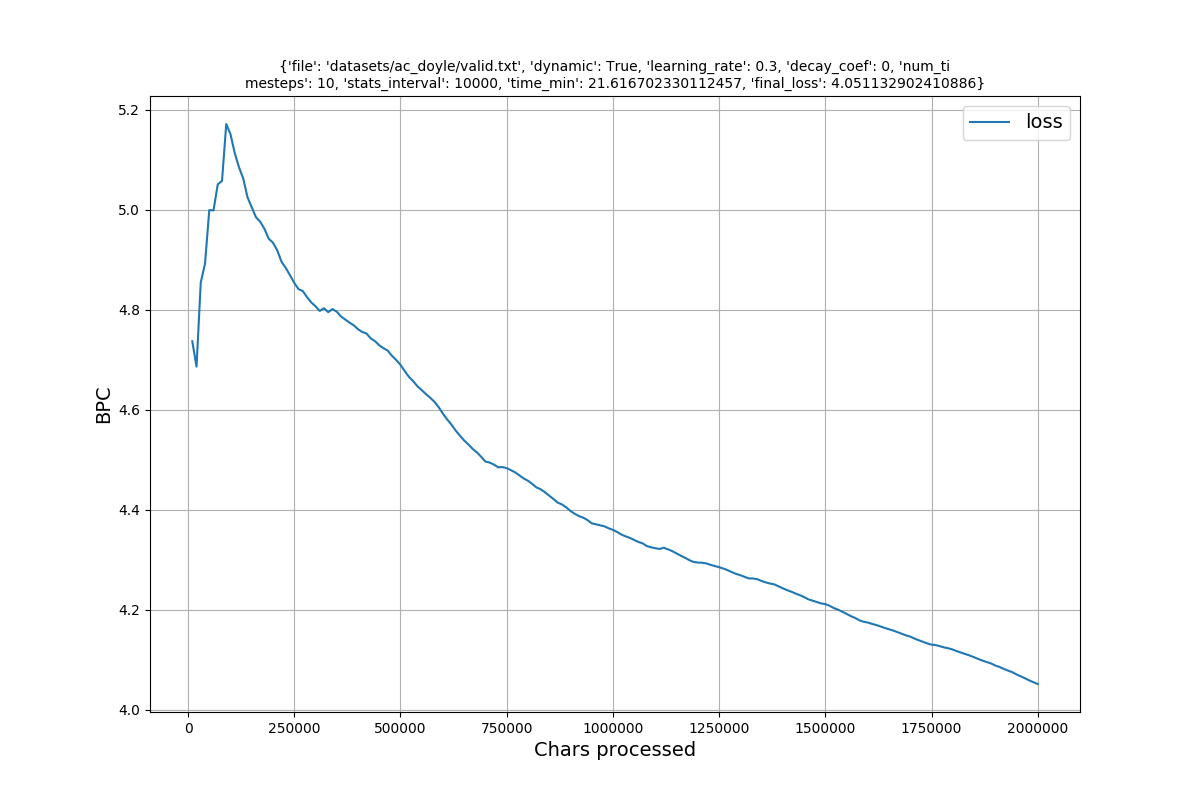 {'file': 'datasets/ac_doyle/valid.txt', 'dynamic': True, 'learning_rate': 0.3, 'decay_coef': 0, 'num_ti
mesteps': 10, 'stats_interval': 10000, 'time_min': 21.616702330112457, 'final_loss': 4.051132902410886}
loss
5.2
5.0
4.8
4.6
4.4
4.2
4.0
BPC
0 250000 500000 750000 1000000 1250000 1500000 1750000 2000000
Chars processed